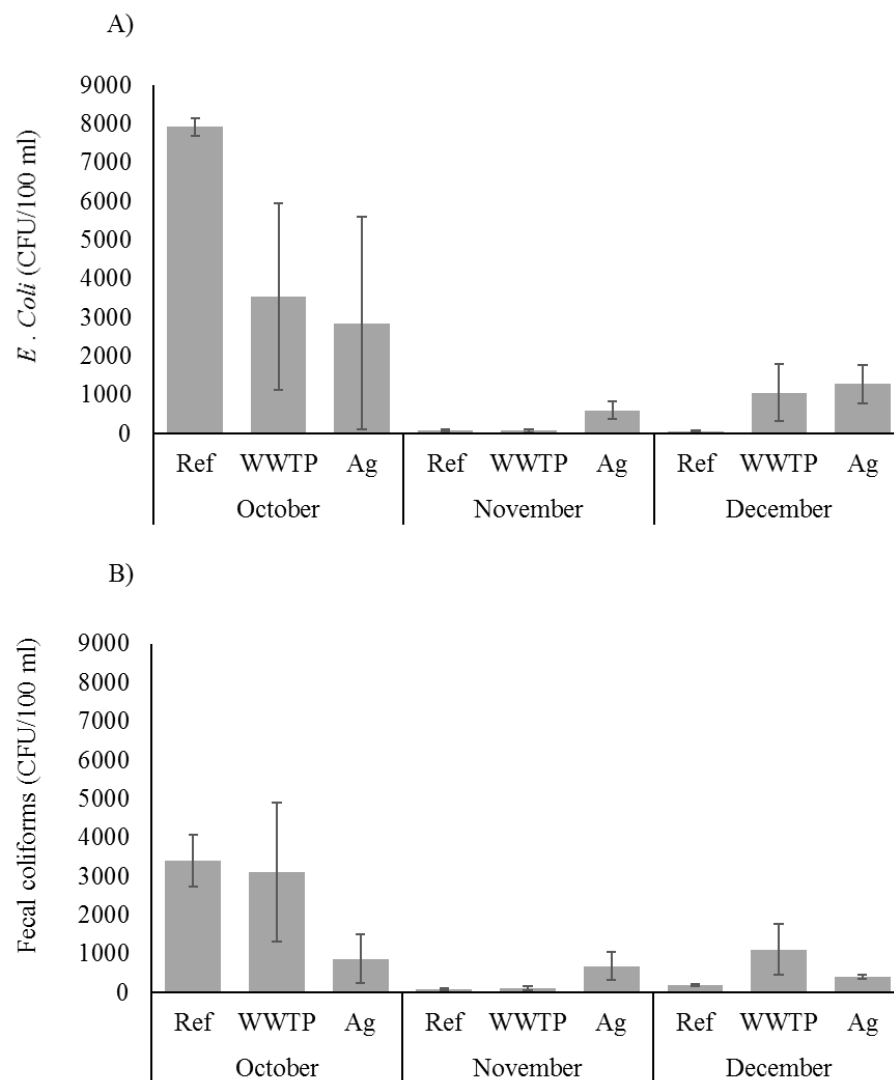 A)
E . Coli (CFU/100 ml)
9000
8000
7000
6000
5000
4000
3000
2000
1000
0
Ref WWTP Ag Ref WWTP Ag Ref WWTP Ag
October November December
B)
Fecal coliforms (CFU/100 ml)
9000
8000
7000
6000
5000
4000
3000
2000
1000
0
Ref WWTP Ag Ref WWTP Ag Ref WWTP Ag
October November December